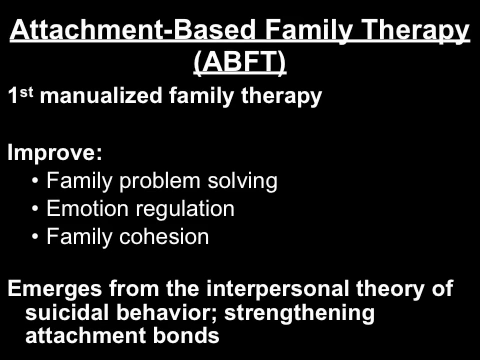 Attachment-Based Family Therapy
(ABFT)
1st manualized family therapy
Improve:
• Family problem solving
• Emotion regulation
• Family cohesion
Emerges from the interpersonal theory of
suicidal behavior; strengthening
attachment bonds